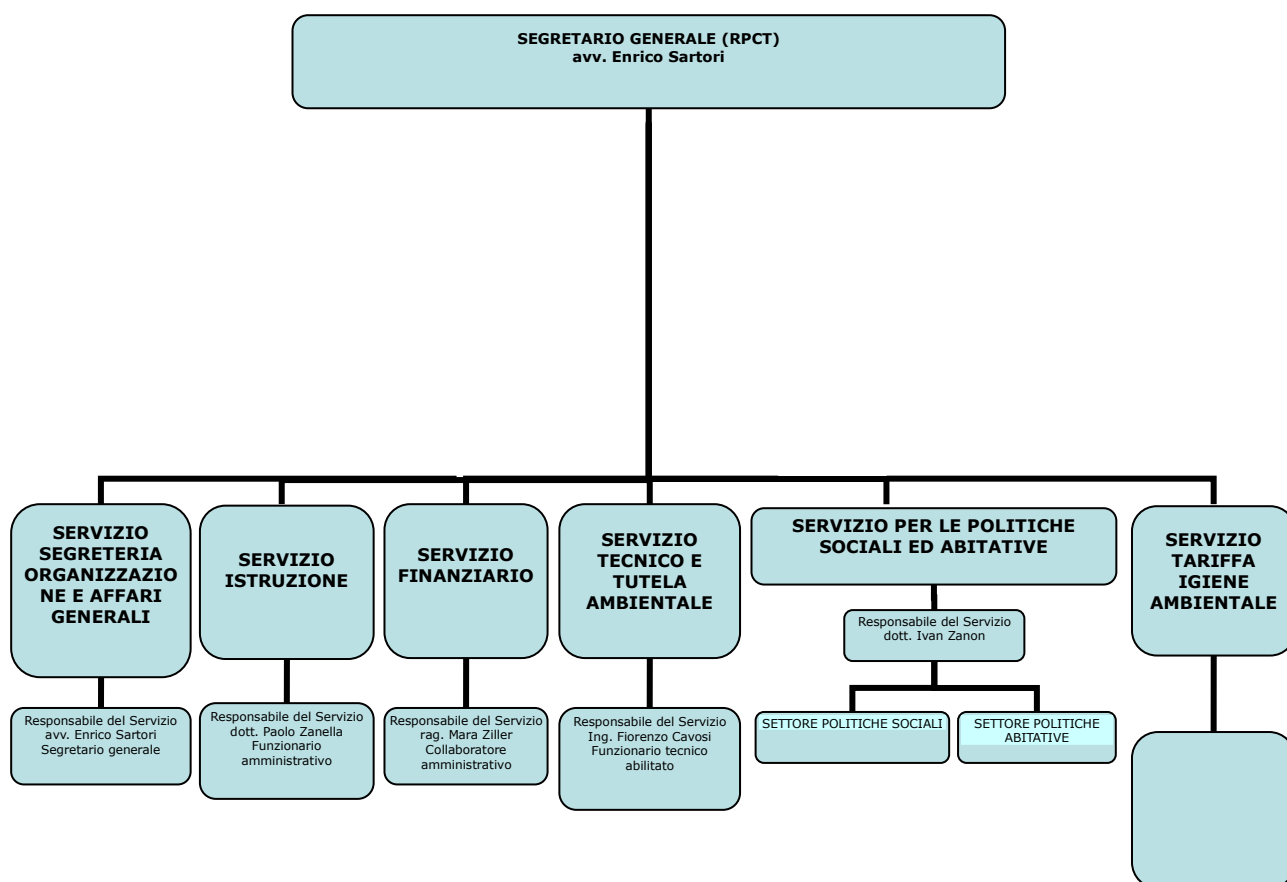 SEGRETARIO GENERALE (RPCT)
avv. Enrico Sartori
SERVIZIO
SEGRETERIA
ORGANIZZAZIO
NE E AFFARI
GENERALI
SERVIZIO
ISTRUZIONE
SERVIZIO
FINANZIARIO
SERVIZIO
TECNICO E
TUTELA
AMBIENTALE
SERVIZIO PER LE POLITICHE
SOCIALI ED ABITATIVE
SERVIZIO
TARIFFA
IGIENE
AMBIENTALE
Responsabile del Servizio
dott. Ivan Zanon
Responsabile del Servizio
avv. Enrico Sartori
Segretario generale
Responsabile del Servizio
dott. Paolo Zanella
Funzionario
amministrativo
Responsabile del Servizio
rag. Mara Ziller
Collaboratore
amministrativo
Responsabile del Servizio
Ing. Fiorenzo Cavosi
Funzionario tecnico
abilitato
SETTORE POLITICHE SOCIALI
SETTORE POLITICHE
ABITATIVE